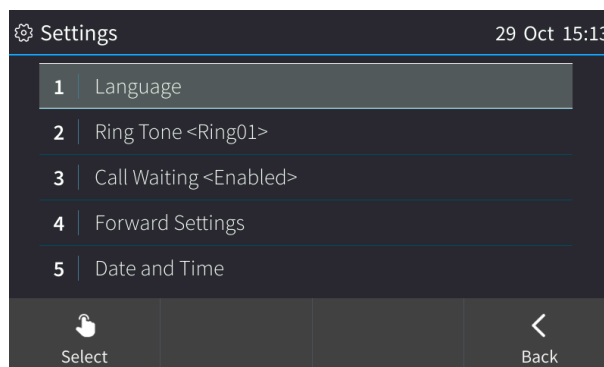 Settings 29 Oct 15:13
1 Language
2 Ring Tone <Ring01>
3 Call Waiting <Enabled>
4 Forward Settings
5 Date and Time
Select Back